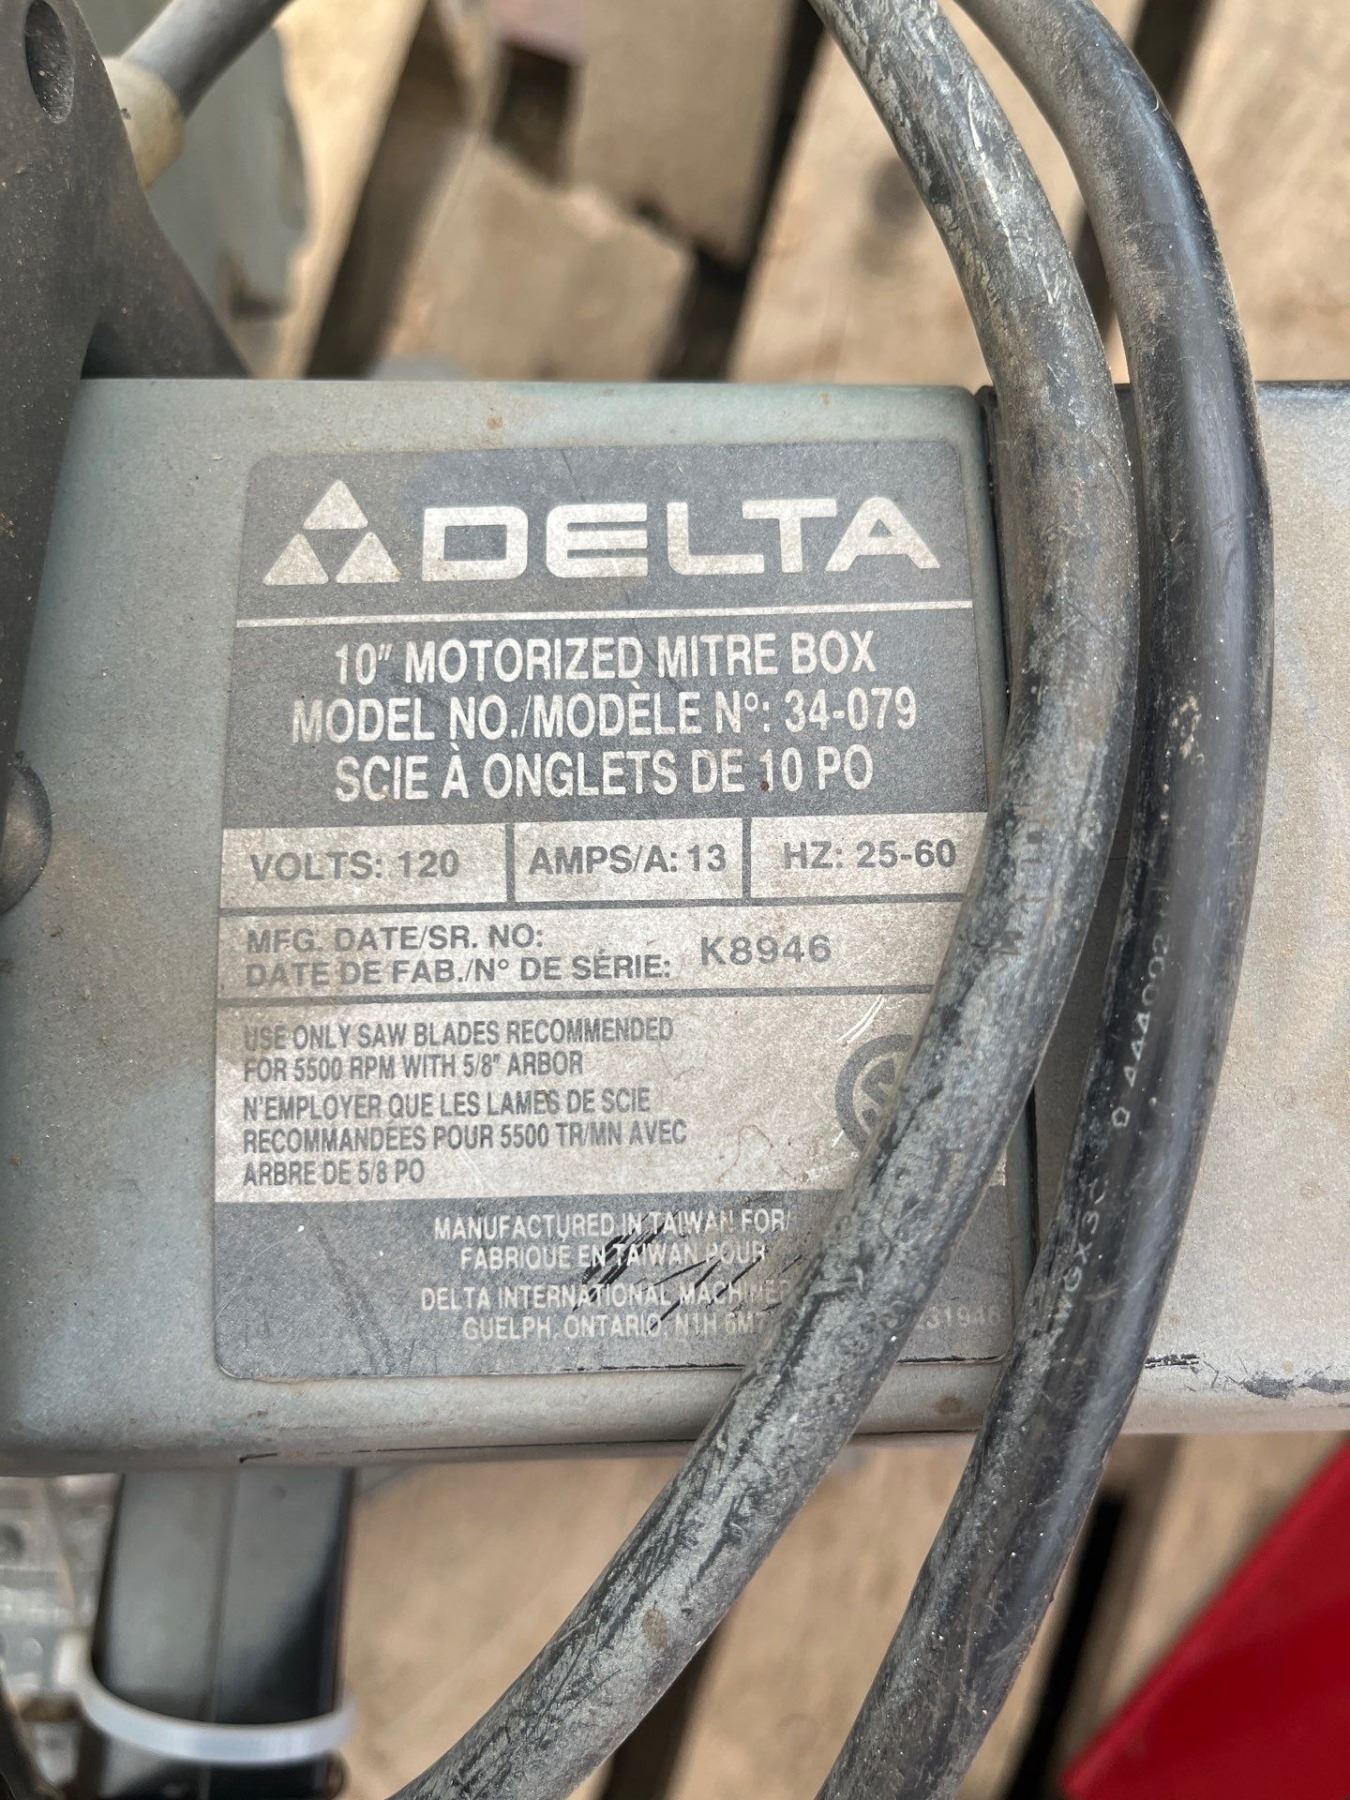 DELTA
10" MOTORIZED MITRE BOX
MODEL NO./MODÈLE N°: 34-079
SCIE À ONGLETS DE 10 PO
VOLTS: 120 AMPS/A: 13 HZ: 25-60
MFG. DATE/SR. NO:
DATE DE FAB./N° DE SÉRIE: K8946
USE ONLY SAW BLADES RECOMMENDED
FOR 5500 RPM WITH 5/8" ARBOR
N'EMPLOYER QUE LES LAMES DE SCIE
RECOMMANDÉES POUR 5500 TR/MN AVEC
ARBRE DE 5/8 PO
MANUFACTURED IN TAIWAN FOR/
FABRIQUE EN TAIWAN POUR
DELTA INTERNATIONAL
GUELPH, ONTARIO, N1H